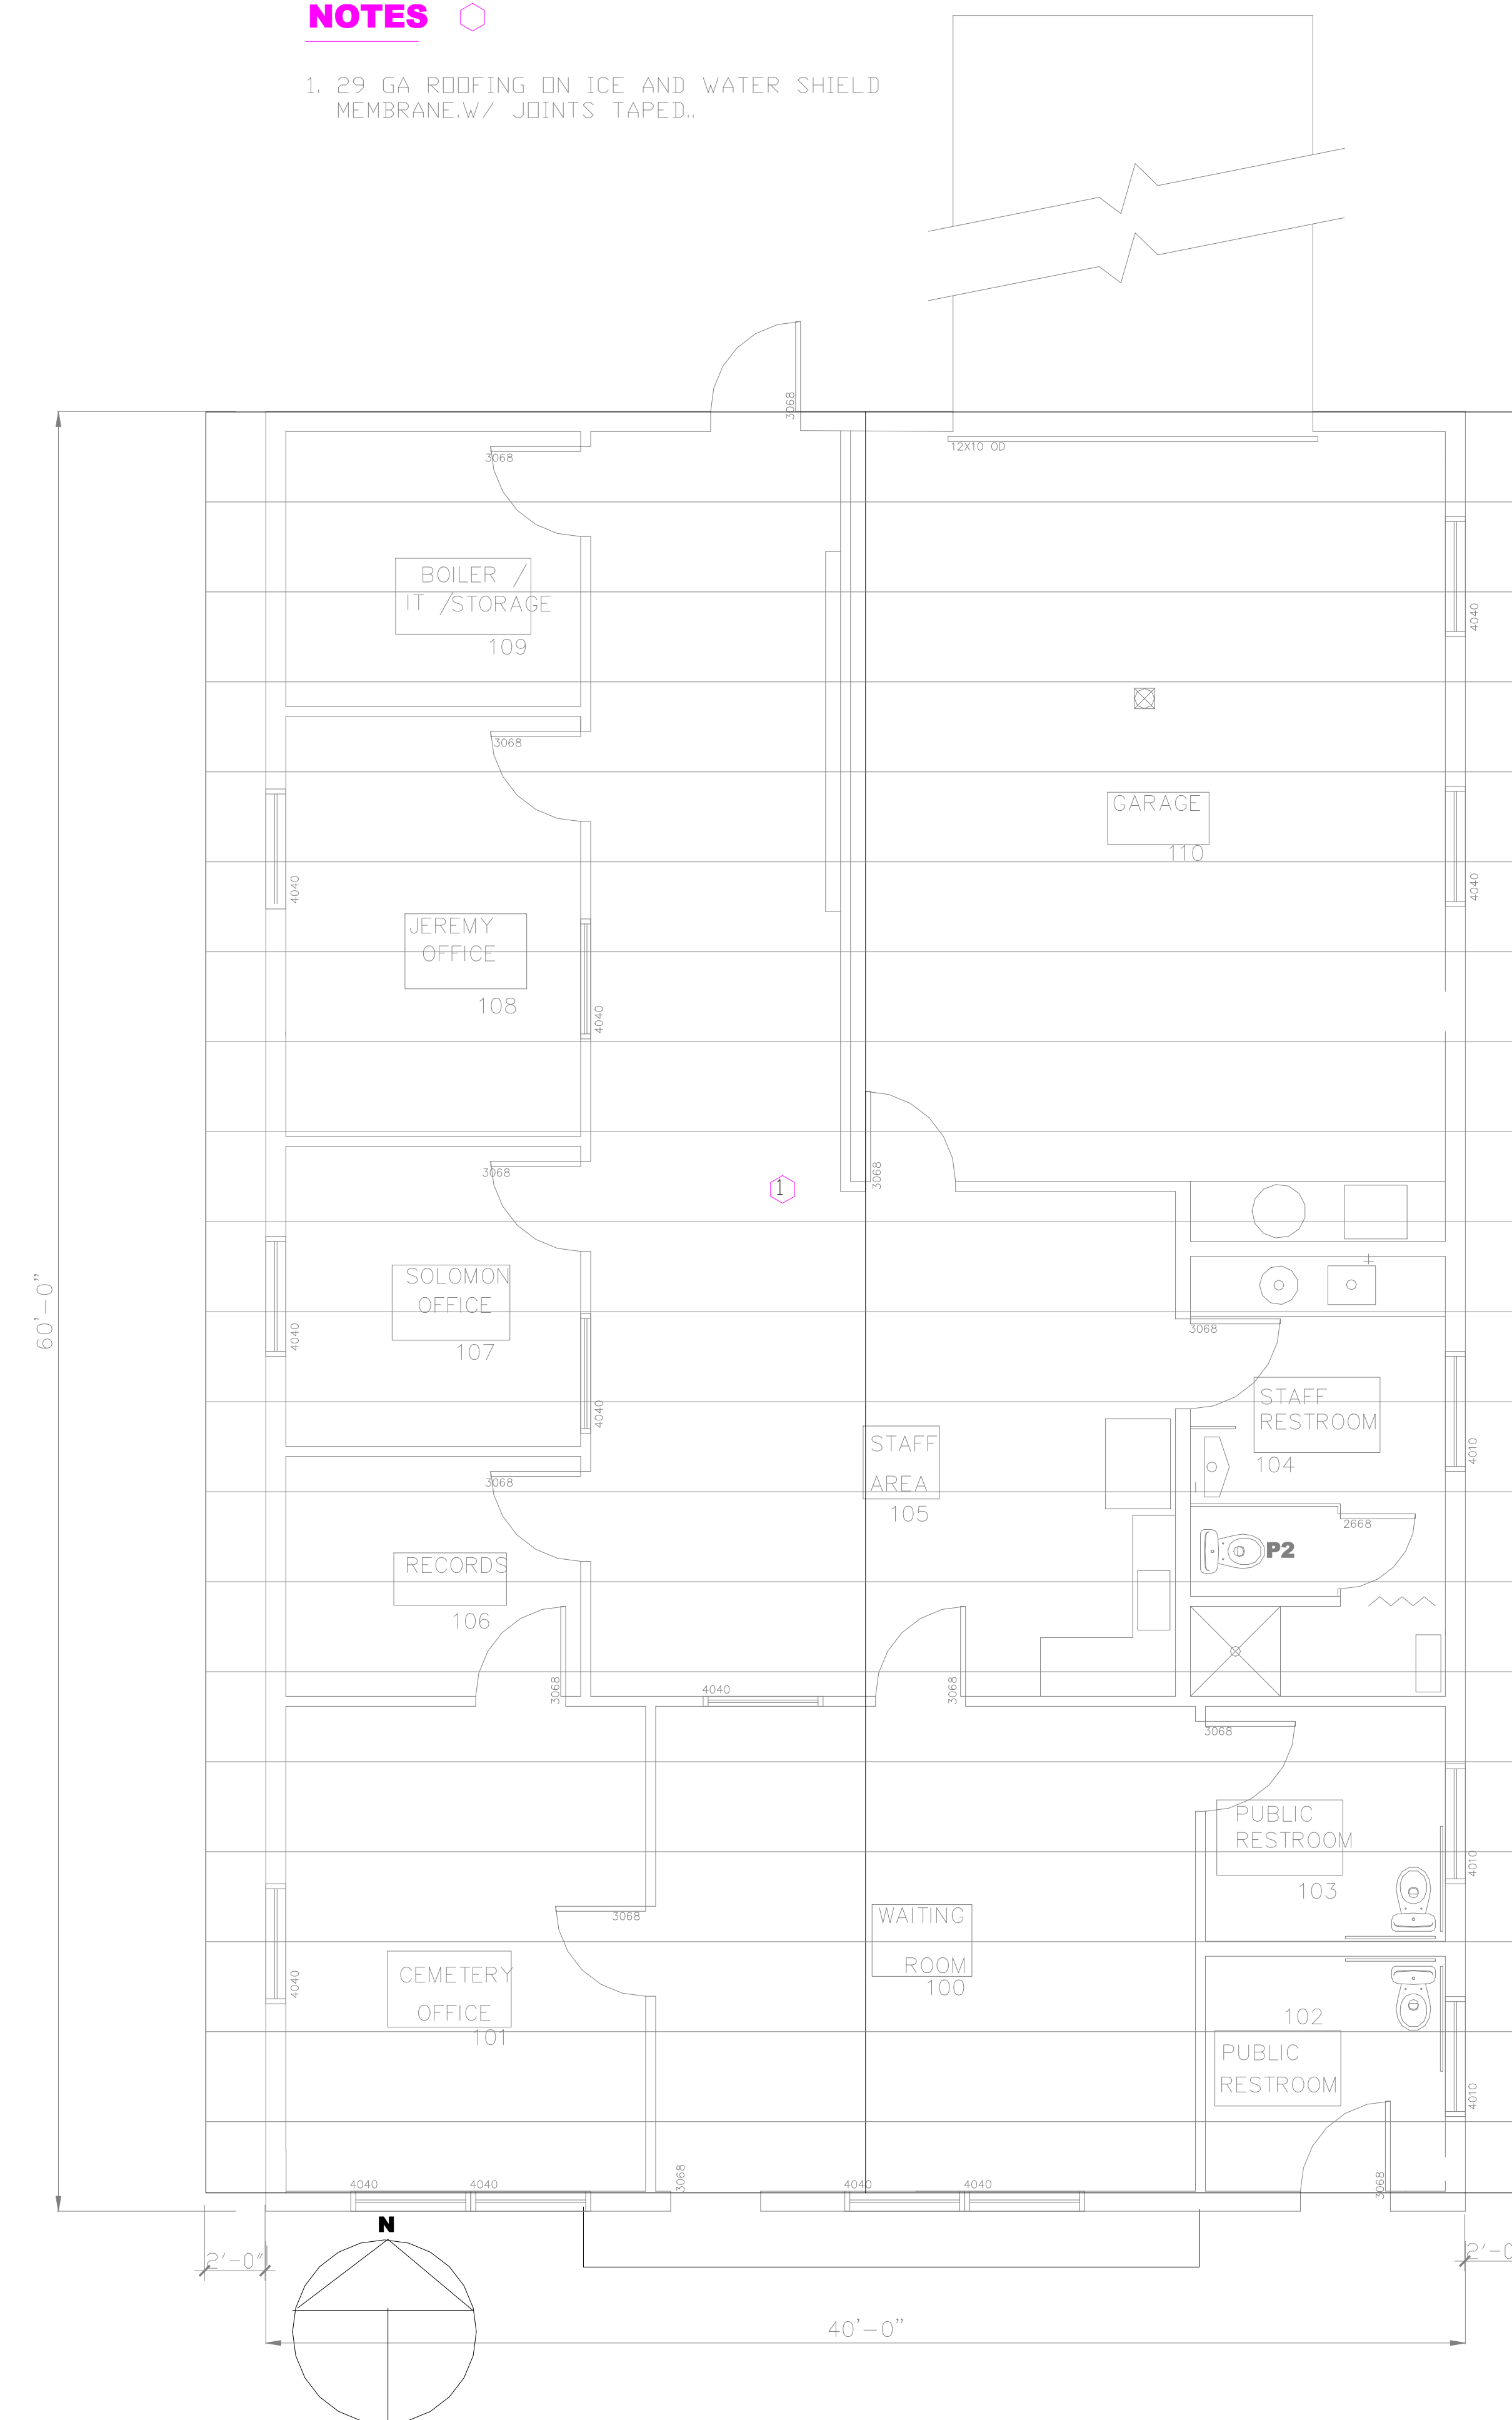 NOTES
1. 29 GA ROOFING ON ICE AND WATER SHIELD
MEMBRANE.W/ JOINTS TAPED..
3068
3068
12X10 OD
BOILER /
IT /STORAGE
109
4040
3068
GARAGE
110
4040
4040
JEREMY
OFFICE
108
4040
3068
3068
1
SOLOMON
OFFICE
107
60'-0"
4040
3068
4040
STAFF
RESTROOM
104
STAFF
AREA
105
4010
3068
2668
P2
RECORDS
106
3068
4040
3068
3068
PUBLIC
RESTROOM
103
4010
3068
WAITING
ROOM
100
CEMETERY
OFFICE
101
4040
102
PUBLIC
RESTROOM
4010
4040
4040
3068
4040
4040
3068
N
2'-0"
2'-0
40'-0"